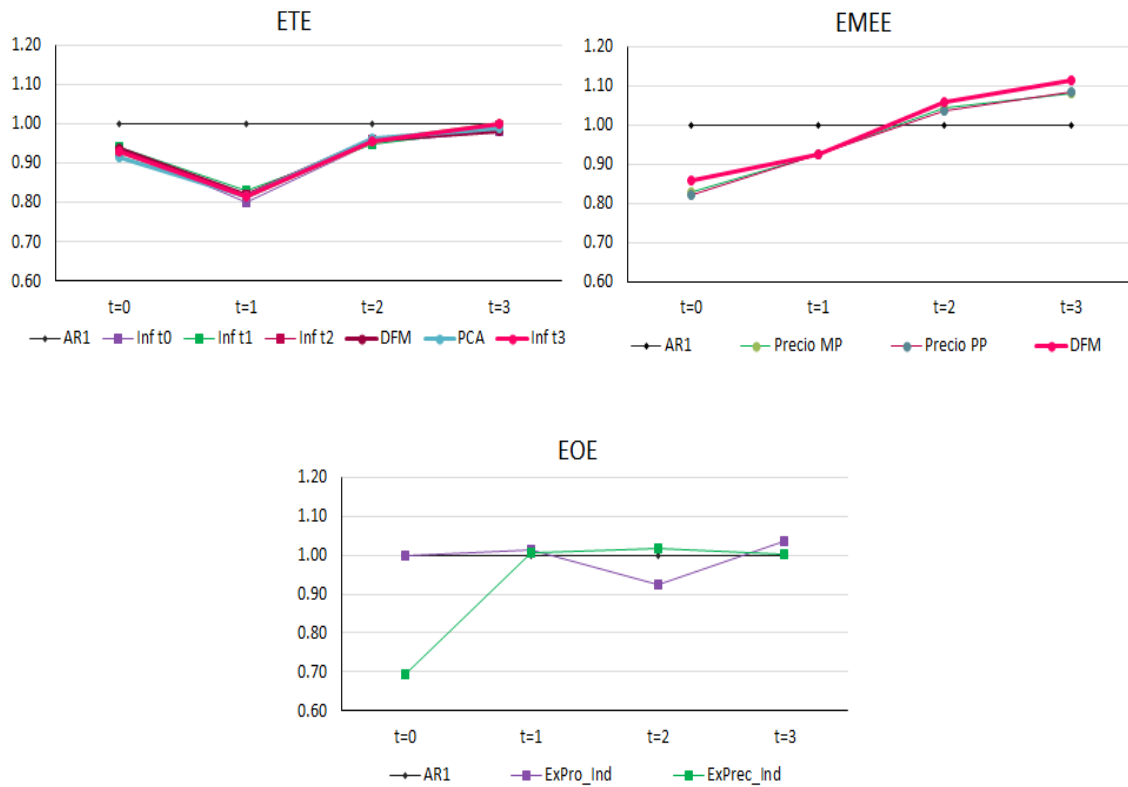 ETE
1.20
1.10
1.00
0.90
0.80
0.70
0.60
t=0 t=1 t=2 t=3
AR1 Inf t0 Inf t1 Inf t2 DFM PCA Inf t3
EMEE
1.20
1.10
1.00
0.90
0.80
0.70
0.60
t=0 t=1 t=2 t=3
AR1 Precio MP Precio PP DFM
EOE
1.20
1.10
1.00
0.90
0.80
0.70
0.60
t=0 t=1 t=2 t=3
AR1 ExPro_Ind ExPrec_Ind